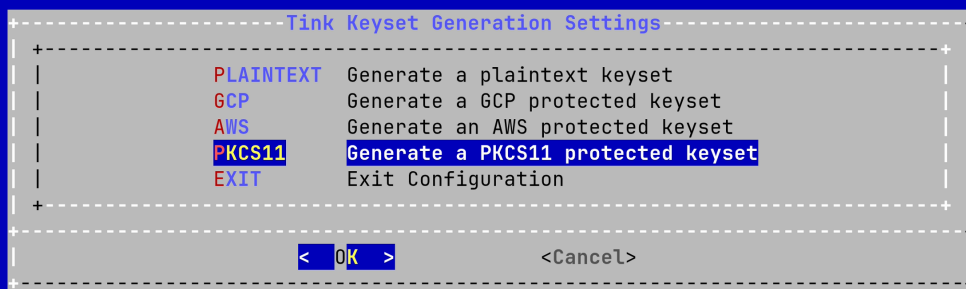 Tink Keyset Generation Settings
PLAINTEXT Generate a plaintext keyset
GCP Generate a GCP protected keyset
AWS Generate an AWS protected keyset
PKCS11 Generate a PKCS11 protected keyset
EXIT Exit Configuration
< OK > <Cancel>